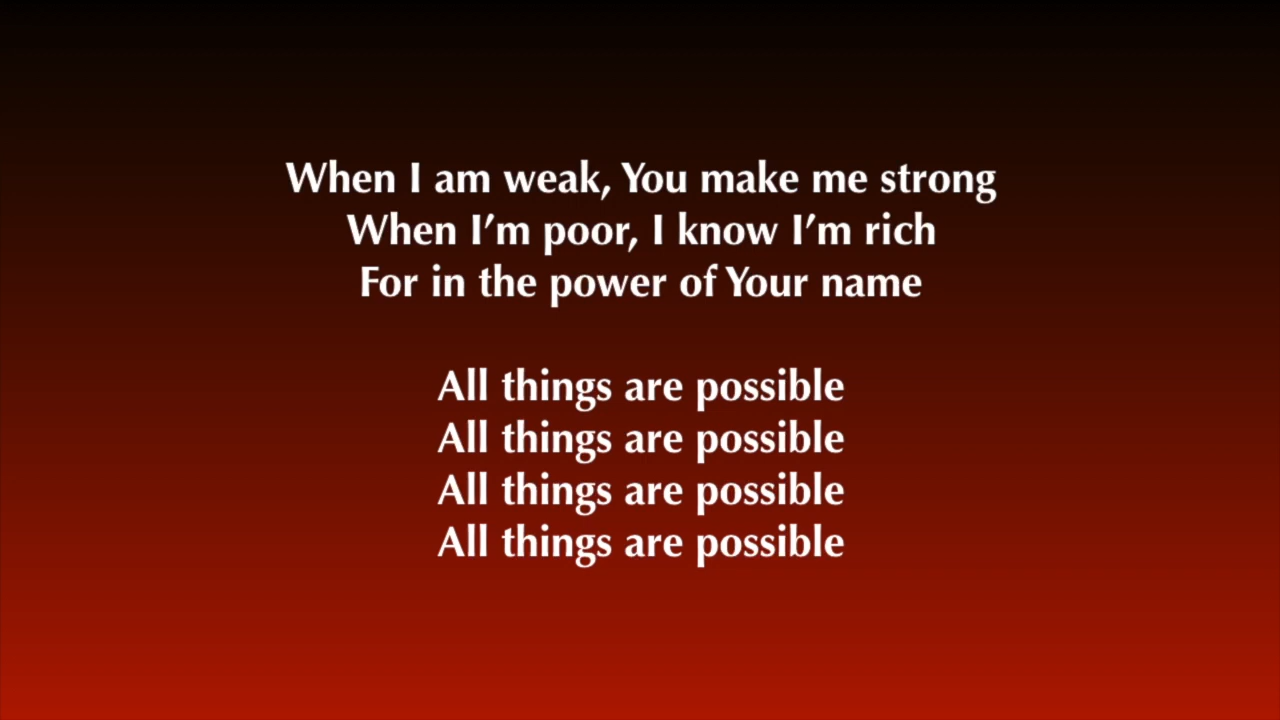 When I am weak, You make me strong
When I’m poor, I know I’m rich
For in the power of Your name
All things are possible
All things are possible
All things are possible
All things are possible